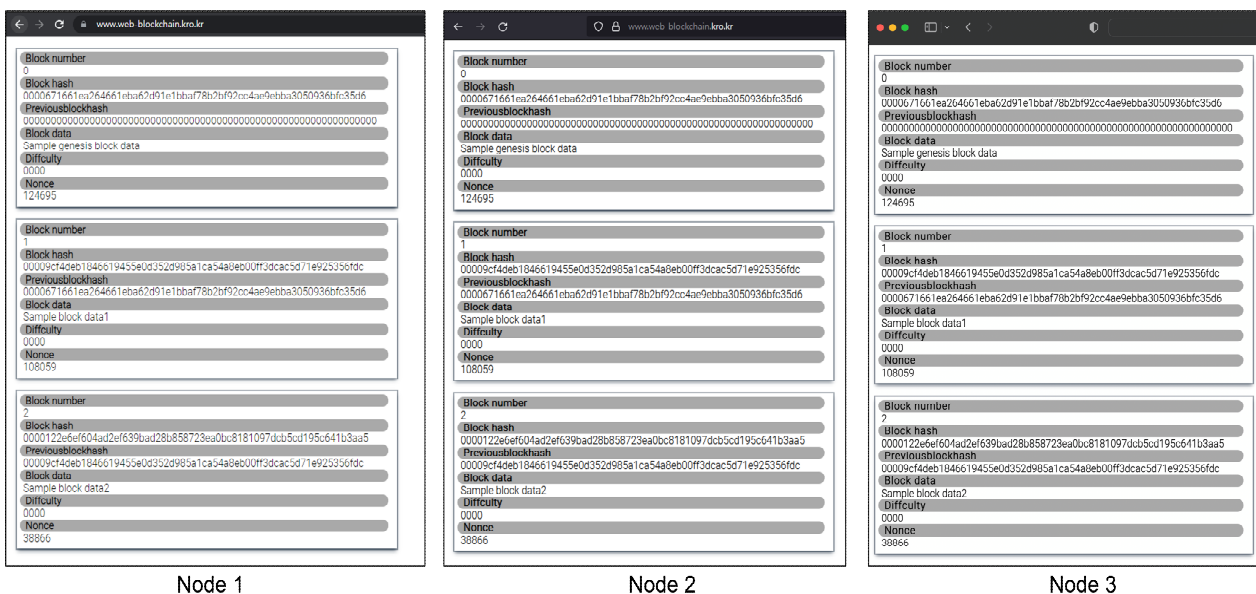 www.web-blockchain.kro.kr
Block number
0
Block hash
0000671661ea264661eba62d91e1bbaf78b2bf92cc4ae9ebba3050936bfc35d6
Previousblockhash
0000000000000000000000000000000000000000000000000000000000000000
Block data
Sample genesis block data
Diffculty
0000
Nonce
124695
Block number
1
Block hash
00009cf4deb1846619455e0d352d985a1ca54a8eb00ff3dcac5d71e925356fdc
Previousblockhash
0000671661ea264661eba62d91e1bbaf78b2bf92cc4ae9ebba3050936bfc35d6
Block data
Sample block data1
Diffculty
0000
Nonce
108059
Block number
2
Block hash
0000122e6ef604ad2ef639bad28b858723ea0bc8181097dcb5cd195c641b3aa5
Previousblockhash
00009cf4deb1846619455e0d352d985a1ca54a8eb00ff3dcac5d71e925356fdc
Block data
Sample block data2
Diffculty
0000
Nonce
38866
Node 1
www.web-blockchain.kro.kr
Block number
0
Block hash
0000671661ea264661eba62d91e1bbaf78b2bf92cc4ae9ebba3050936bfc35d6
Previousblockhash
0000000000000000000000000000000000000000000000000000000000000000
Block data
Sample genesis block data
Diffculty
0000
Nonce
124695
Block number
1
Block hash
00009cf4deb1846619455e0d352d985a1ca54a8eb00ff3dcac5d71e925356fdc
Previousblockhash
0000671661ea264661eba62d91e1bbaf78b2bf92cc4ae9ebba3050936bfc35d6
Block data
Sample block data1
Diffculty
0000
Nonce
108059
Block number
2
Block hash
0000122e6ef604ad2ef639bad28b858723ea0bc8181097dcb5cd195c641b3aa5
Previousblockhash
00009cf4deb1846619455e0d352d985a1ca54a8eb00ff3dcac5d71e925356fdc
Block data
Sample block data2
Diffculty
0000
Nonce
38866
Node 2
Block number
0
Block hash
0000671661ea264661eba62d91e1bbaf78b2bf92cc4ae9ebba3050936bfc35d6
Previousblockhash
0000000000000000000000000000000000000000000000000000000000000000
Block data
Sample genesis block data
Diffculty
0000
Nonce
124695
Block number
1
Block hash
00009cf4deb1846619455e0d352d985a1ca54a8eb00ff3dcac5d71e925356fdc
Previousblockhash
0000671661ea264661eba62d91e1bbaf78b2bf92cc4ae9ebba3050936bfc35d6
Block data
Sample block data1
Diffculty
0000
Nonce
108059
Block number
2
Block hash
0000122e6ef604ad2ef639bad28b858723ea0bc8181097dcb5cd195c641b3aa5
Previousblockhash
00009cf4deb1846619455e0d352d985a1ca54a8eb00ff3dcac5d71e925356fdc
Block data
Sample block data2
Diffculty
0000
Nonce
38866
Node 3